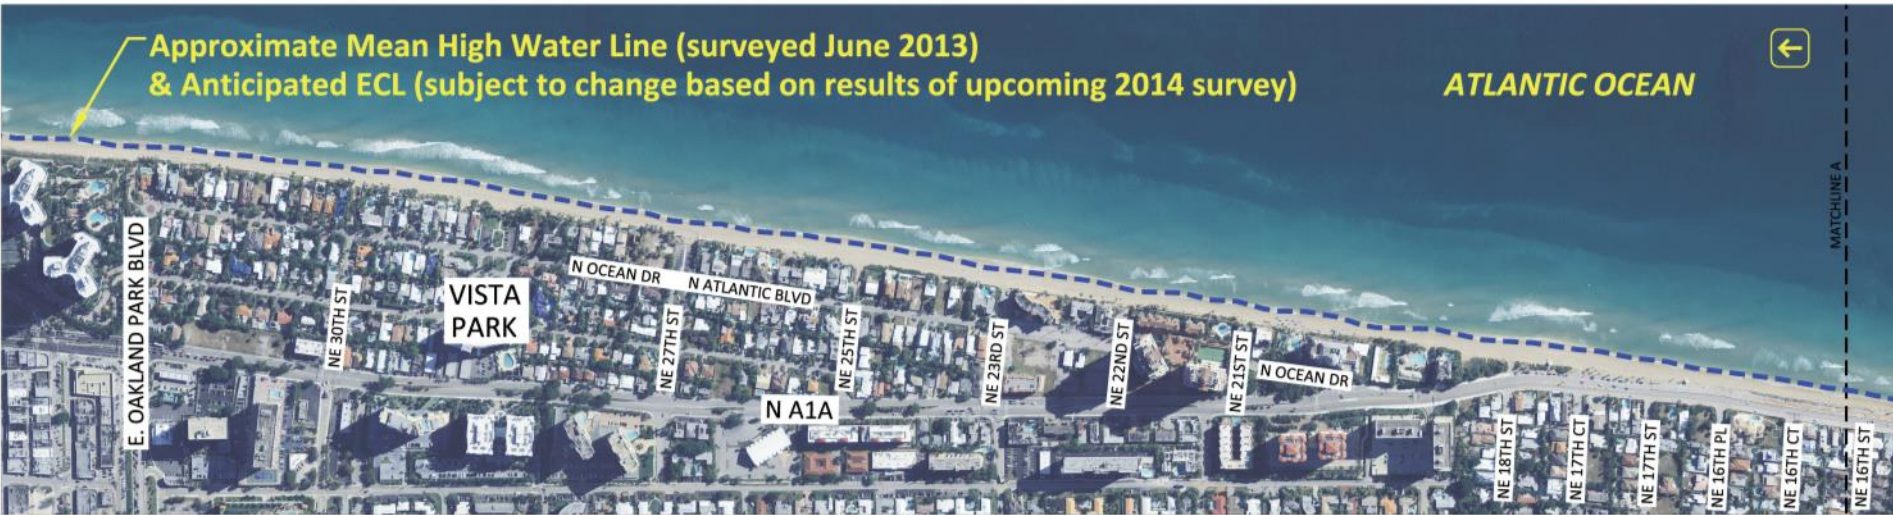 Approximate Mean High Water Line (surveyed June 2013)
& Anticipated ECL (subject to change based on results of upcoming 2014 survey)
ATLANTIC OCEAN
MATCHLINE A
E. OAKLAND PARK BLVD
NE 30TH ST
VISTA
PARK
N OCEAN DR
N ATLANTIC BLVD
NE 27TH ST
NE 25TH ST
N A1A
NE 23RD ST
NE 22ND ST
NE 21ST ST
N OCEAN DR
NE 18TH ST
NE 17TH CT
NE 17TH ST
NE 16TH PL
NE 16TH CT
NE 16TH ST